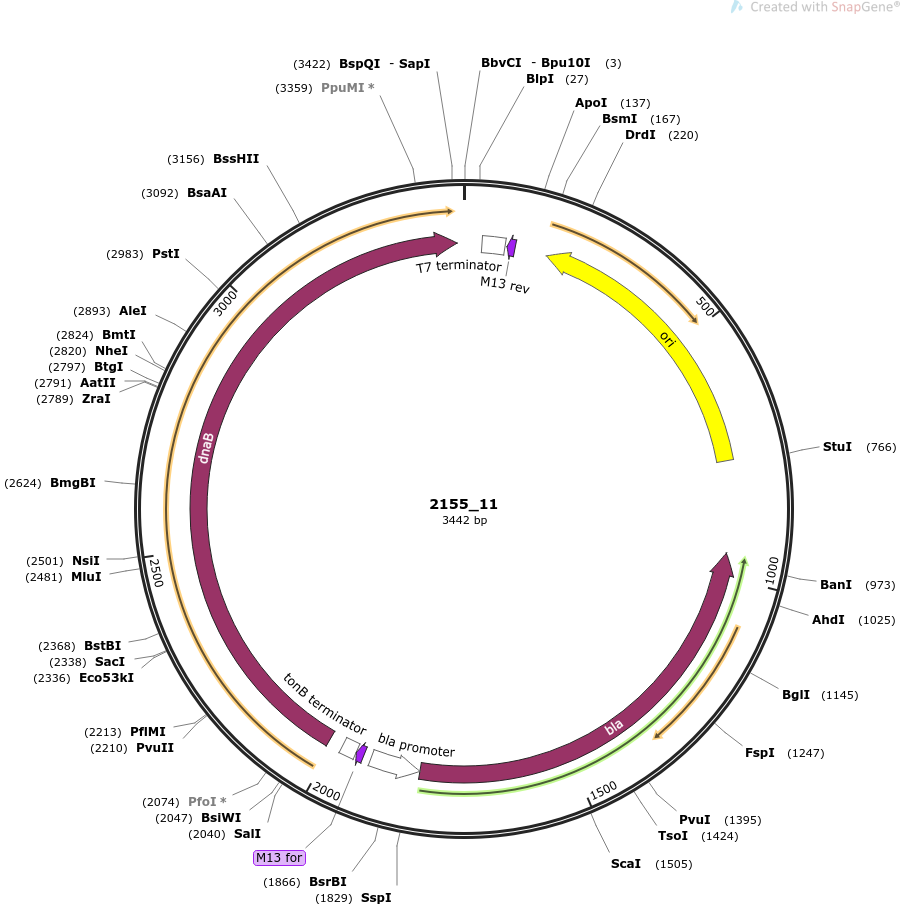 Created with SnapGene®
(3422) BspQI - SapI
(3359) PpuMI *
BbvCI - Bpu10I (3)
BlpI (27)
ApoI (137)
BsmI (167)
DrdI (220)
(3156) BssHII
(3092) BsaAI
(2983) PstI
(2893) AleI
(2824) BmtI
(2820) NheI
(2797) BtgI
(2791) AatII
(2789) ZraI
(2624) BmgBI
(2501) NsiI
(2481) MluI
(2368) BstBI
(2338) SacI
(2336) Eco53kI
(2213) PflMI
(2210) PvuII
(2074) PfoI *
(2047) BsiWI
(2040) SalI
M13 for
(1866) BsrBI
(1829) SspI
StuI (766)
BanI (973)
AhdI (1025)
BglI (1145)
FspI (1247)
PvuI (1395)
TsoI (1424)
ScaI (1505)
T7 terminator
M13 rev
ori
500
1000
1500
2000
2500
3000
dnaB
tonB terminator
bla promoter
bla
2155_11
3442 bp